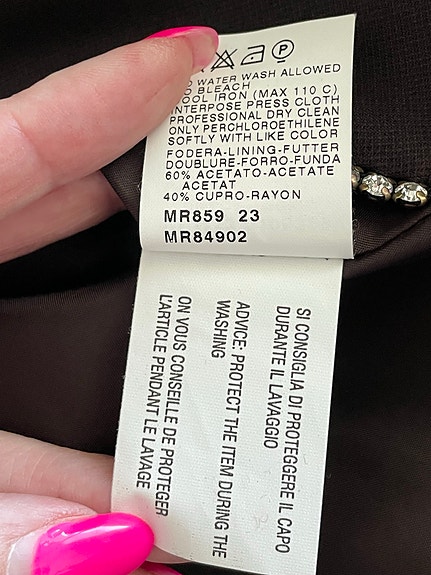 WATER WASH ALLOWED
BLEACH
IRON (MAX 110 C)
INTERPOSE PRESS CLOTH
PROFESSIONAL DRY CLEAN
ONLY PERCHLOROETHILENE
SOFTLY WITH LIKE COLOR
FODERA-LINING-FUTTER
DOUBLURE-FORRO-FUNDA
60% ACETATO-ACETATE
ACETAT
40% CUPRO-RAYON
MR859 23
MR84902
SI CONSIGLIA DI PROTEGGERE IL CAPO
DURANTE IL LAVAGGIO
ADVICE: PROTECT THE ITEM DURING THE
WASHING
ON VOUS CONSEILLE DE PROTEGER
L'ARTICLE PENDANT LE LAVAGE